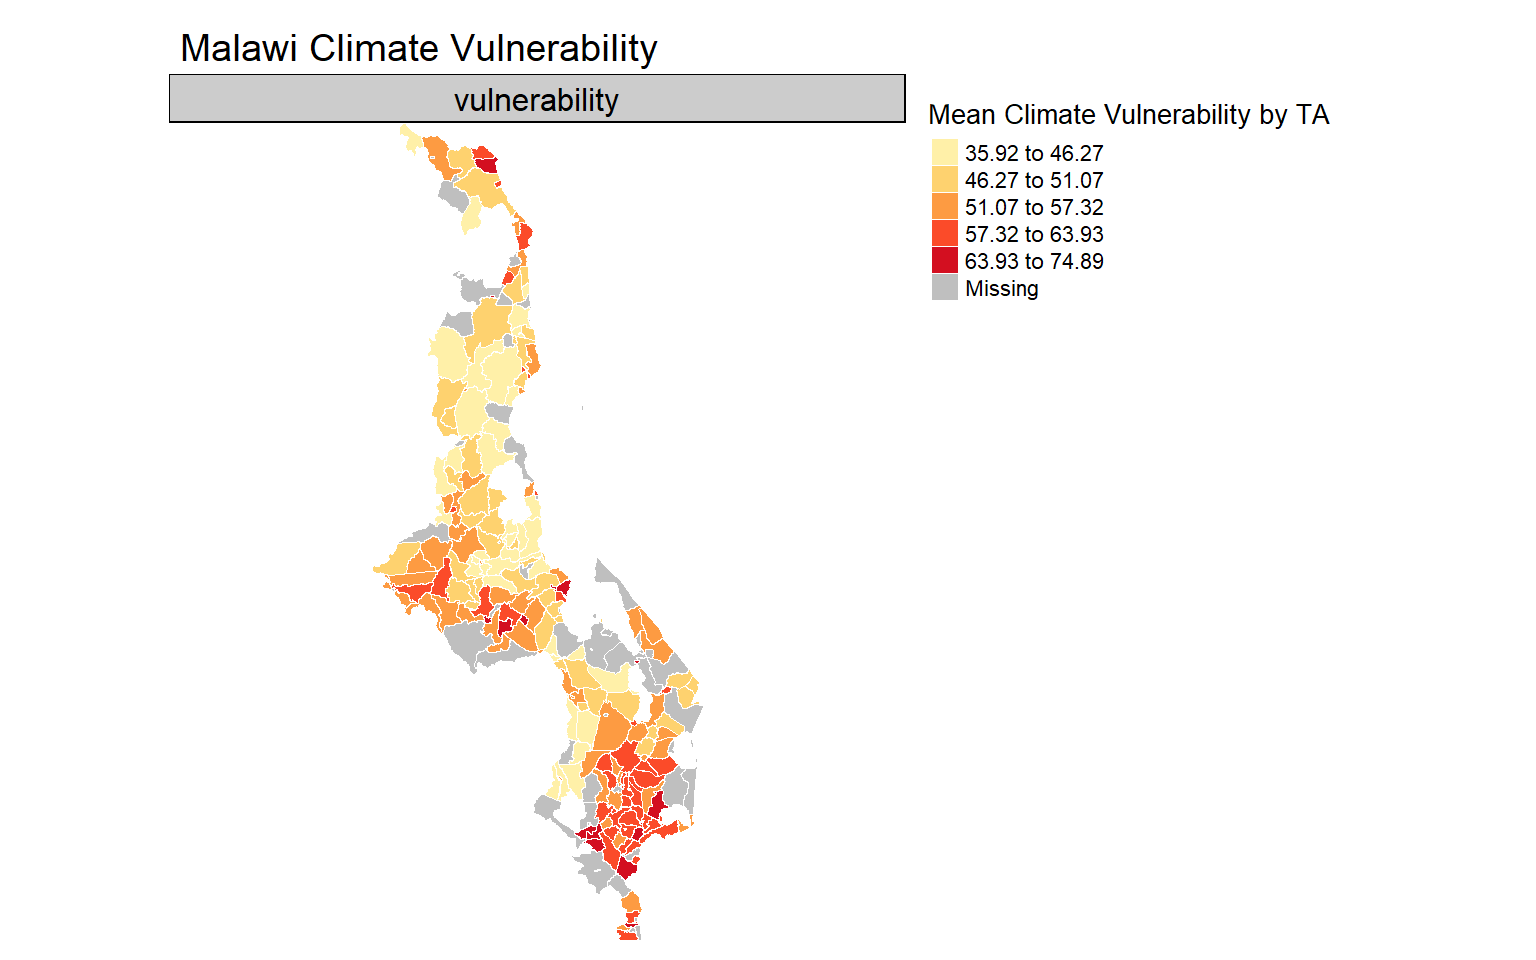 Malawi Climate Vulnerability
vulnerability
Mean Climate Vulnerability by TA
35.92 to 46.27
46.27 to 51.07
51.07 to 57.32
57.32 to 63.93
63.93 to 74.89
Missing